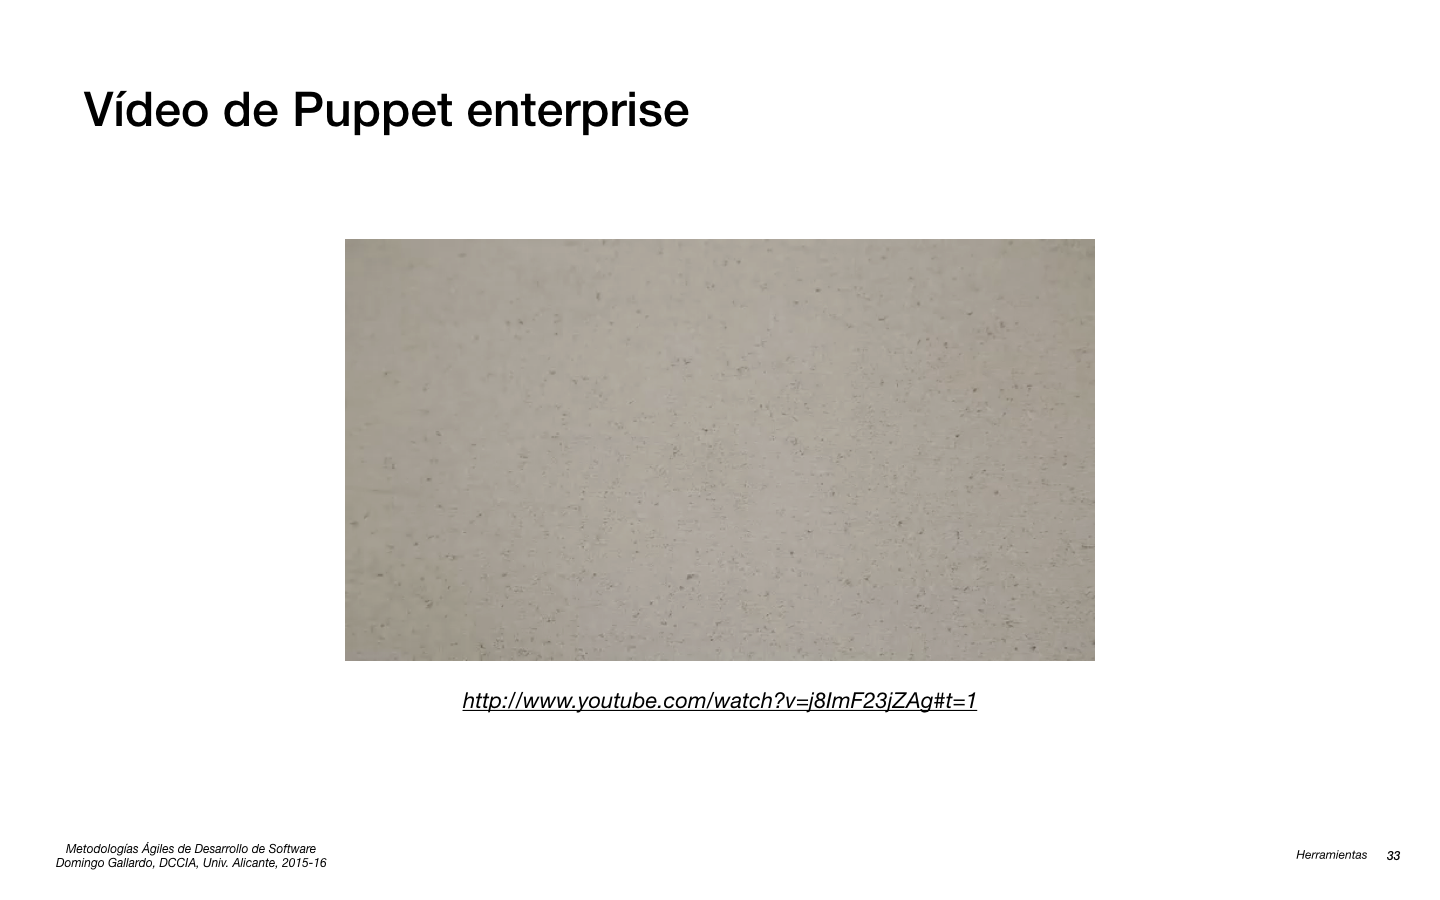 Vídeo de Puppet enterprise
http://www.youtube.com/watch?v=j8ImF23jZAg#t=1
Metodologías Ágiles de Desarrollo de Software
Domingo Gallardo, DCCIA, Univ. Alicante, 2015-16
Herramientas 33